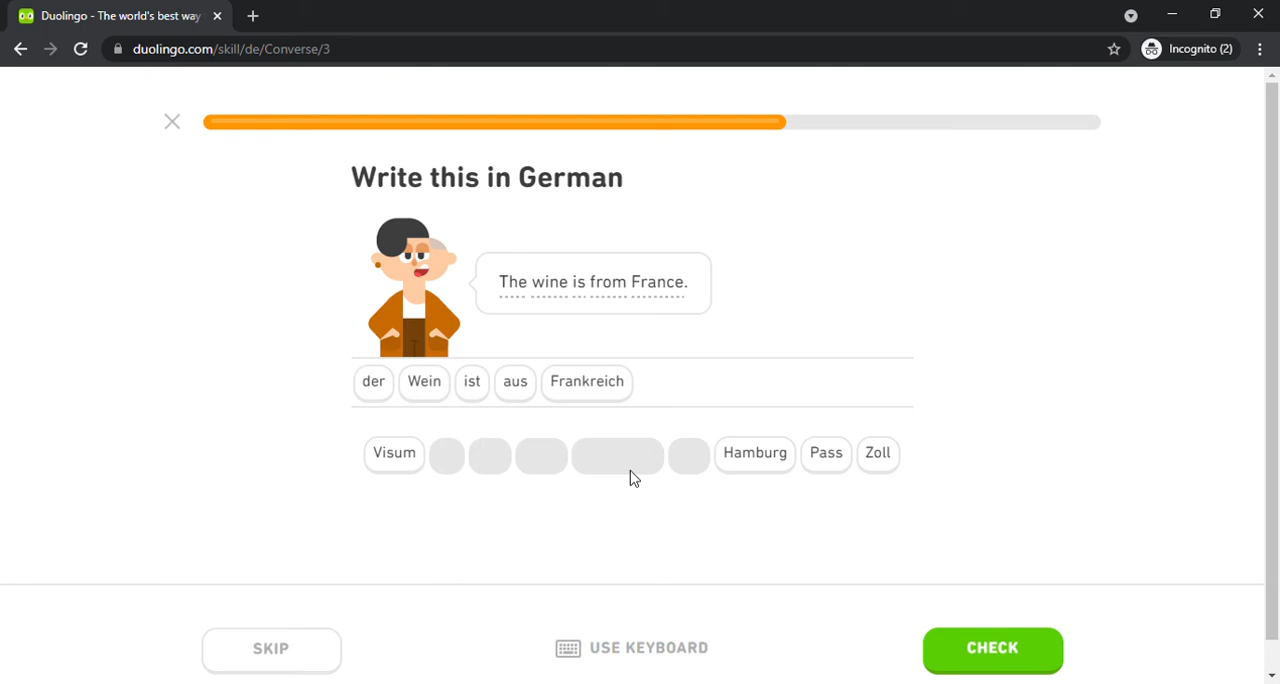 Duolingo - The world's best way
duolingo.com/skill/de/Converse/3
Incognito (2)
Write this in German
The wine is from France.
der Wein ist aus Frankreich
Visum Hamburg Pass Zoll
SKIP USE KEYBOARD CHECK